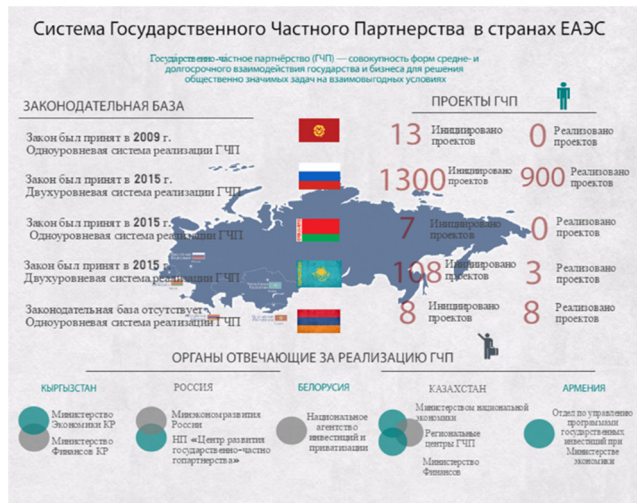 Система Государственного Частного Партнерства в странах ЕАЭС
Государственно-частное партнёрство (ГЧП) — совокупность форм средне- и
долгосрочного взаимодействия государства и бизнеса для решения
общественно значимых задач на взаимовыгодных условиях
ЗАКОНОДАТЕЛЬНАЯ БАЗА
ПРОЕКТЫ ГЧП
Закон был принят в 2009 г.
Одноуровневая система реализации ГЧП
13 Инициировано
проектов
0 Реализовано
проектов
Закон был принят в 2015 г.
Двухуровневая система реализации ГЧП
1300 Инициировано
проектов
900 Реализовано
проектов
Закон был принят в 2015 г.
Одноуровневая система реализации ГЧП
7 Инициировано
проектов
0 Реализовано
проектов
Закон был принят в 2015 г.
Двухуровневая система реализации ГЧП
108 Инициировано
проектов
3 Реализовано
проектов
Законодательная база отсутствует
Одноуровневая система реализации ГЧП
8 Инициировано
проектов
8 Реализовано
проектов
ОРГАНЫ ОТВЕЧАЮЩИЕ ЗА РЕАЛИЗАЦИЮ ГЧП
КЫРГЫЗСТАН
Министерство
Экономики КР
Министерство
Финансов КР
РОССИЯ
Минэкономразвития
России
НП «Центр развития
государственно-частно
гопартнерства»
БЕЛОРУСИЯ
Национальное
агентство
инвестиций и
приватизации
КАЗАХСТАН
Министерством национальной
экономики
Региональные
центры ГЧП
Министерство
Финансов
АРМЕНИЯ
Отдел по управлению
программами
государственных
инвестиций при
Министерстве
экономики